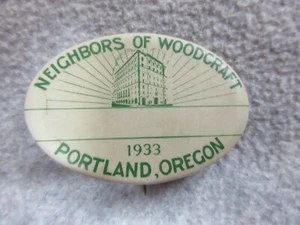 NEIGHBORS OF WOODCRAFT
1933
PORTLAND, OREGON